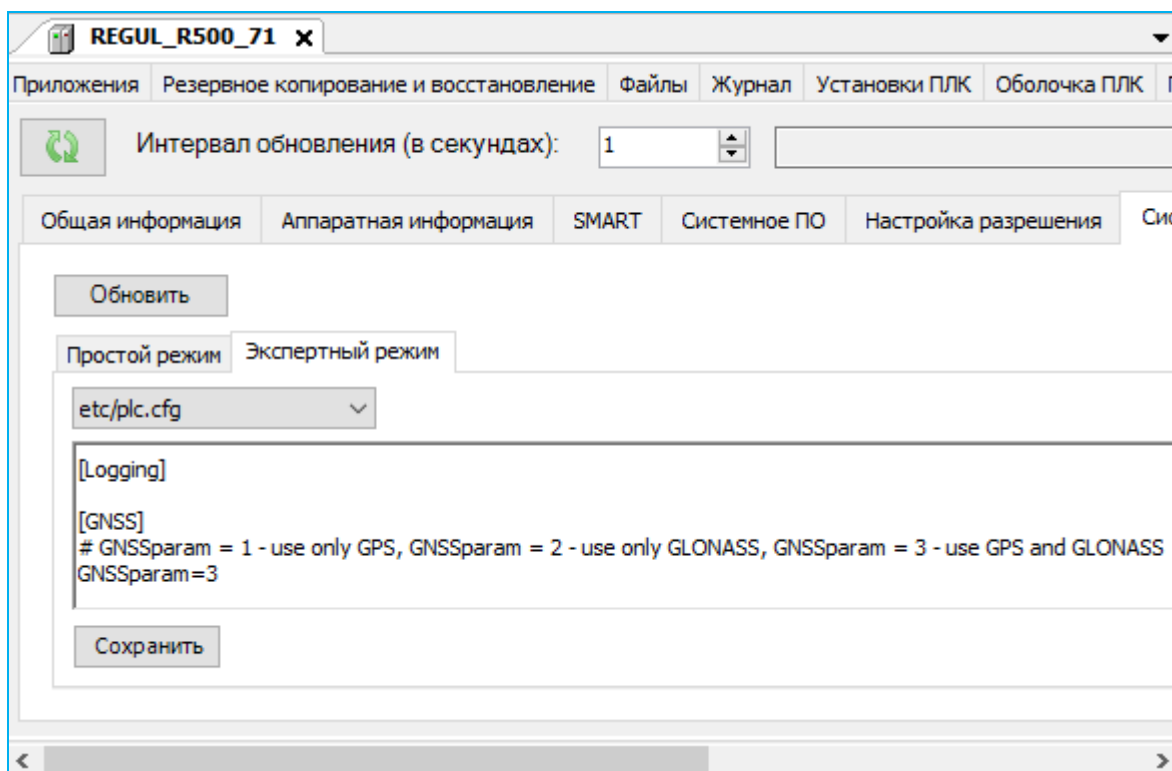 REGUL_R500_71
Приложения Резервное копирование и восстановление Файлы Журнал Установки ПЛК Оболочка ПЛК
Интервал обновления (в секундах): 1
Общая информация Аппаратная информация SMART Системное ПО Настройка разрешения
Обновить
Простой режим Экспертный режим
etc/plc.cfg
[Logging]
[GNSS]
# GNSSparam = 1 - use only GPS, GNSSparam = 2 - use only GLONASS, GNSSparam = 3 - use GPS and GLONASS
GNSSparam=3
Сохранить